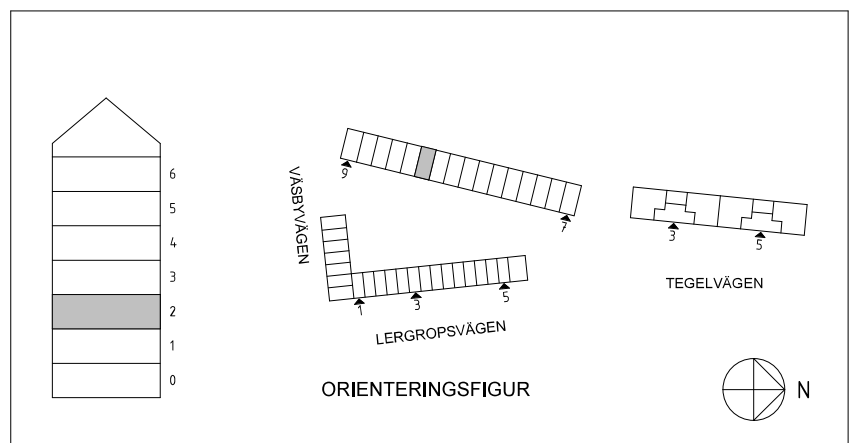 6
5
4
3
2
1
0
9
7
VÄSBYVÄGEN
1
3
5
LERGROPSVÄGEN
3
5
TEGELVÄGEN
ORIENTERINGSFIGUR
N